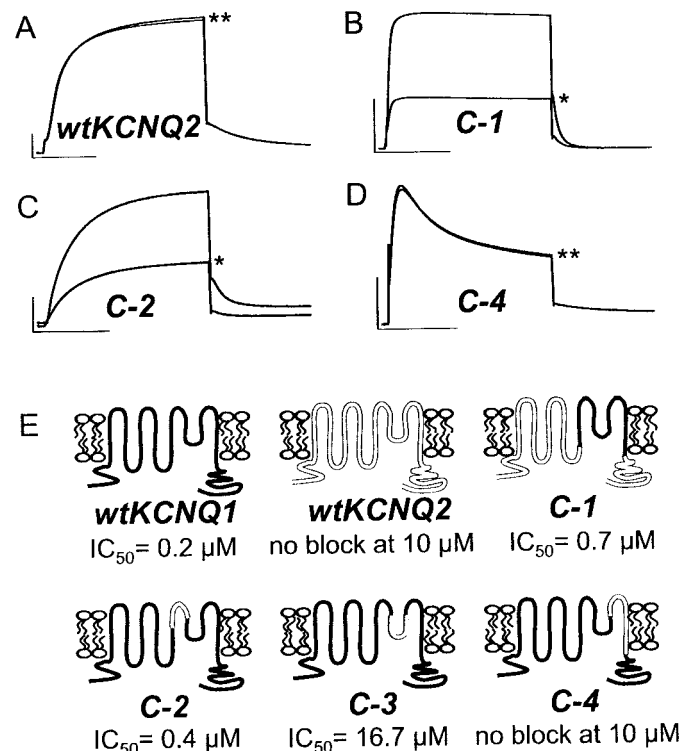 A
**
wtKCNQ2
B
*
C-1
C
*
C-2
D
**
C-4
E
wtKCNQ1
IC₅₀= 0.2 µM
wtKCNQ2
no block at 10 µM
C-1
IC₅₀= 0.7 µM
C-2
IC₅₀= 0.4 µM
C-3
IC₅₀= 16.7 µM
C-4
no block at 10 µM